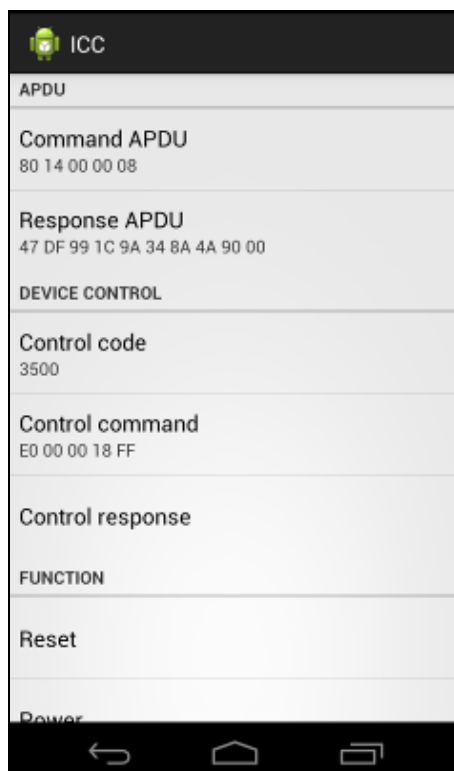 ICC
APDU
Command APDU
80 14 00 00 08
Response APDU
47 DF 99 1C 9A 34 8A 4A 90 00
DEVICE CONTROL
Control code
3500
Control command
E0 00 00 18 FF
Control response
FUNCTION
Reset
Power